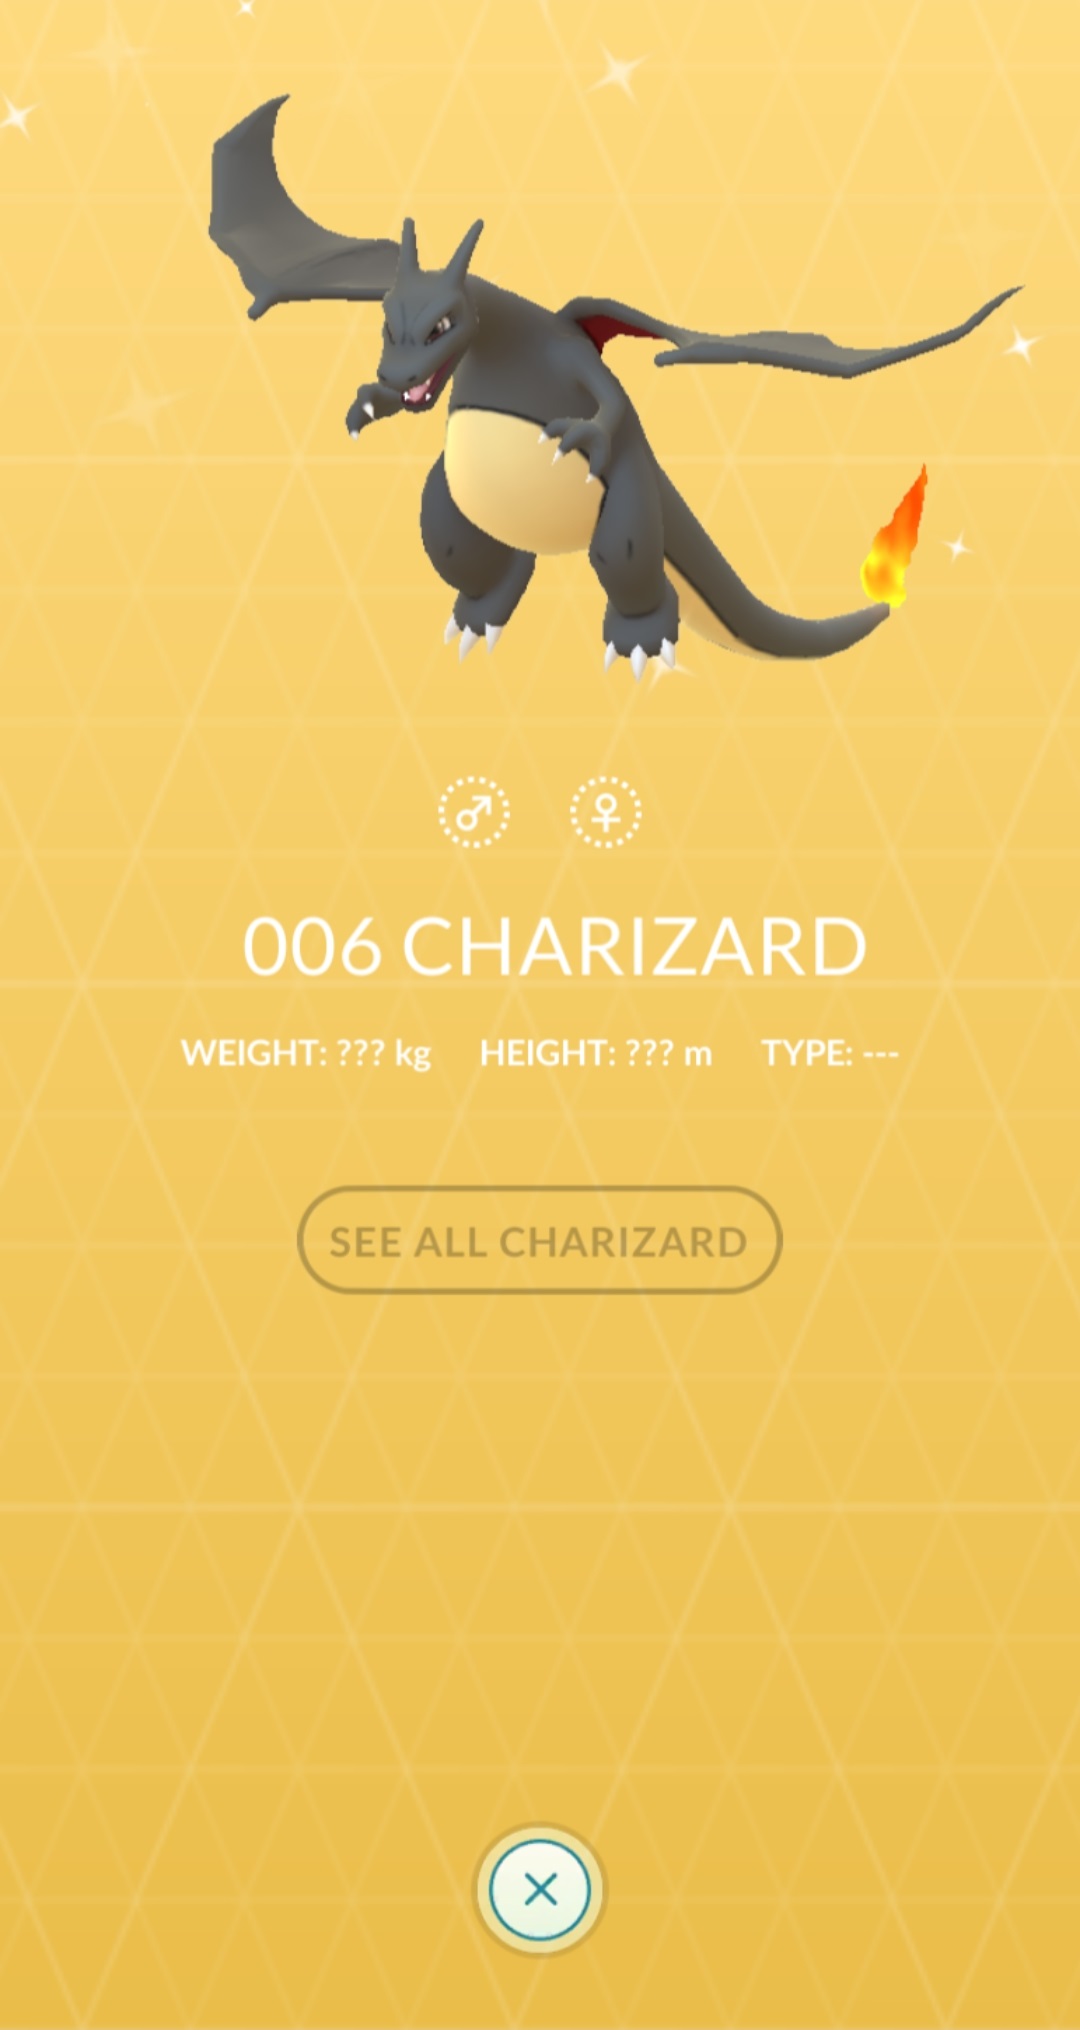 006 CHARIZARD
WEIGHT: ??? kg HEIGHT: ??? m TYPE: ---
SEE ALL CHARIZARD